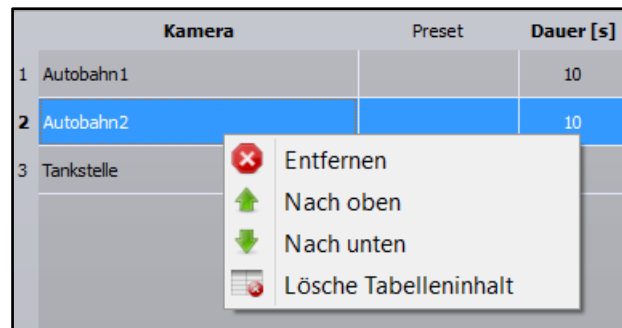 Kamera Preset Dauer [s]
1 Autobahn1 10
2 Autobahn2 10
3 Tankstelle
Entfernen
Nach oben
Nach unten
Lösche Tabelleninhalt